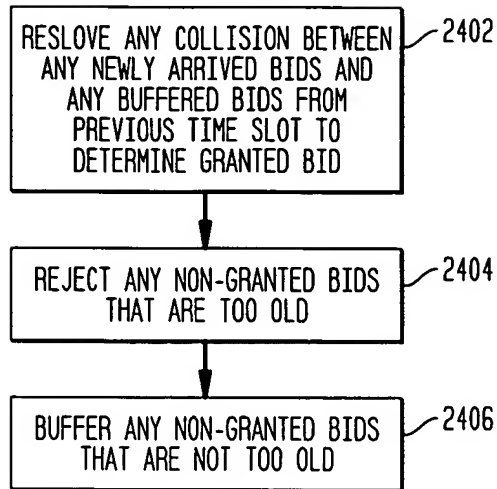 RESLOVE ANY COLLISION BETWEEN
ANY NEWLY ARRIVED BIDS AND
ANY BUFFERED BIDS FROM
PREVIOUS TIME SLOT TO
DETERMINE GRANTED BID
2402
REJECT ANY NON-GRANTED BIDS
THAT ARE TOO OLD
2404
BUFFER ANY NON-GRANTED BIDS
THAT ARE NOT TOO OLD
2406